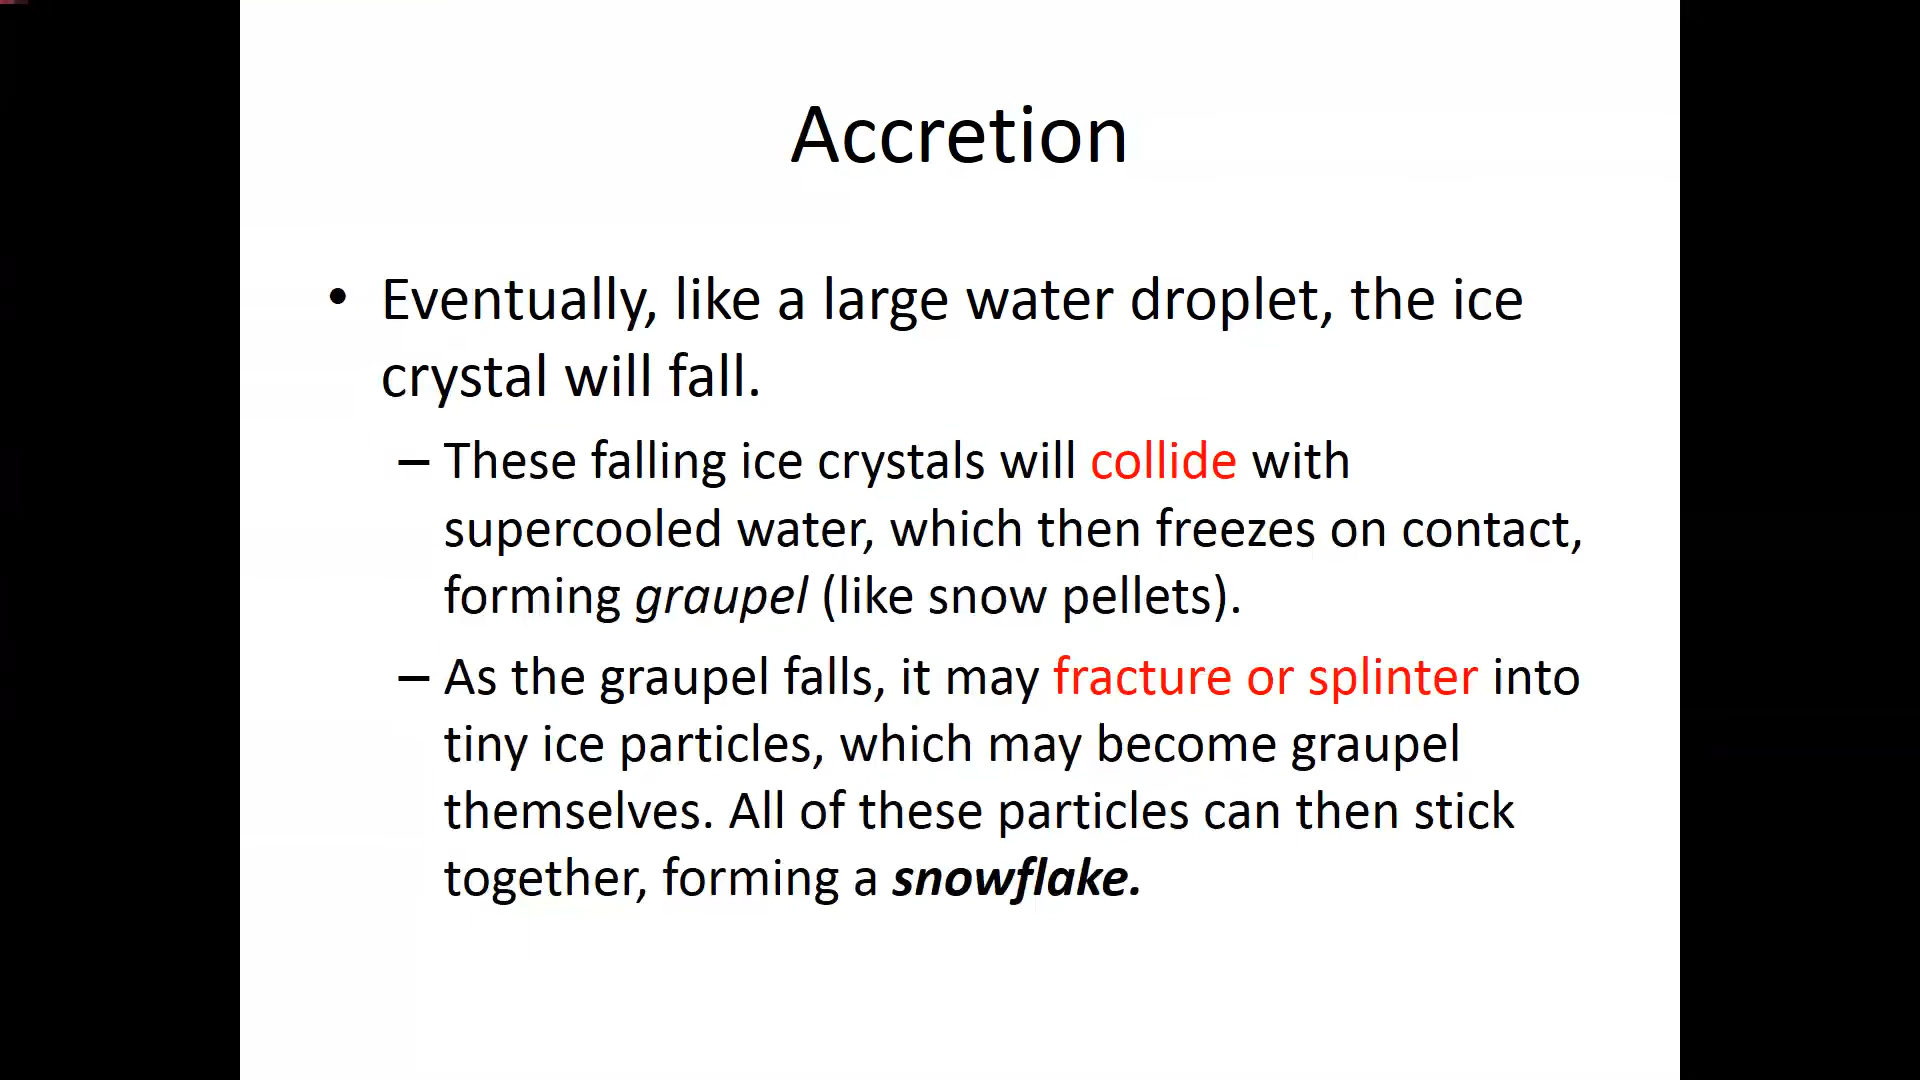 Accretion
• Eventually, like a large water droplet, the ice
crystal will fall.
– These falling ice crystals will collide with
supercooled water, which then freezes on contact,
forming graupel (like snow pellets).
– As the graupel falls, it may fracture or splinter into
tiny ice particles, which may become graupel
themselves. All of these particles can then stick
together, forming a snowflake.